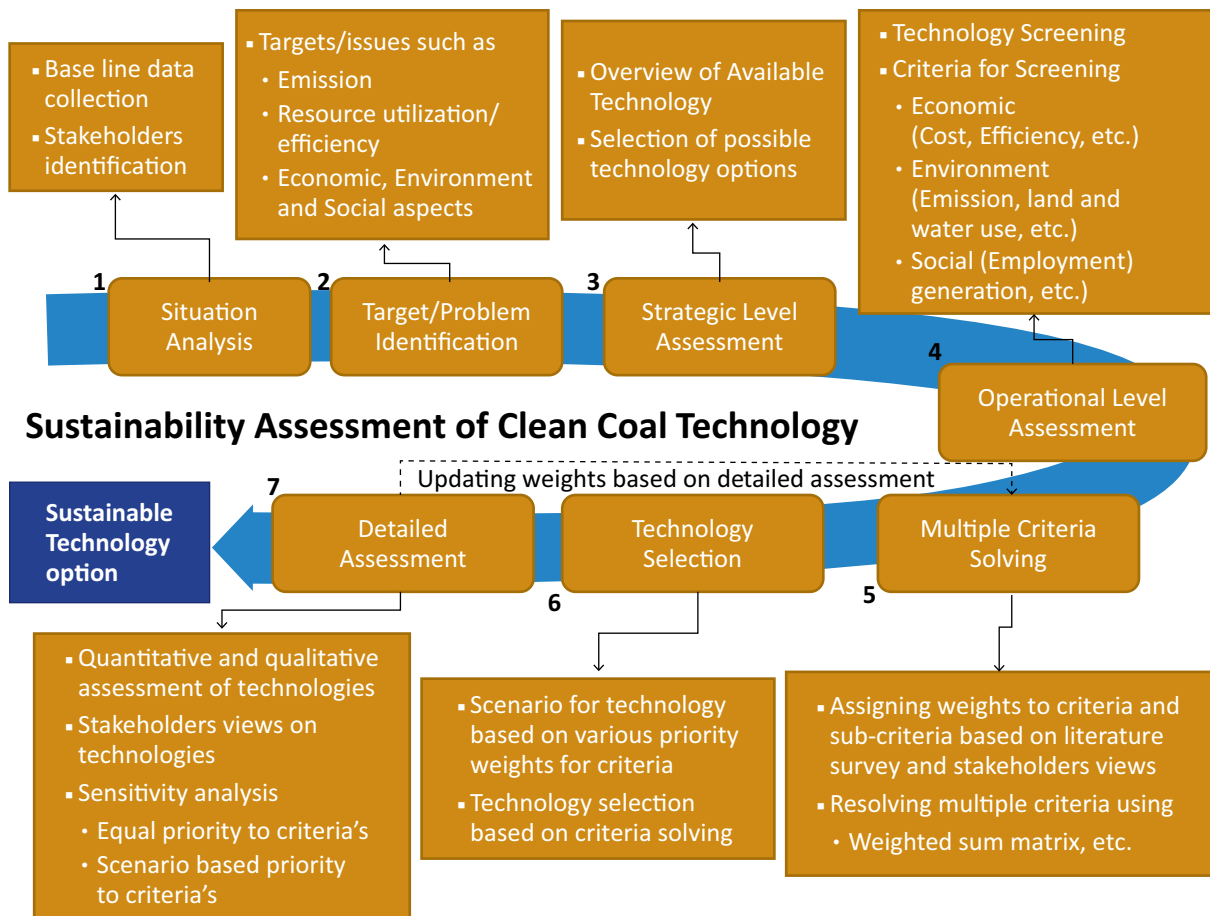 ▪ Base line data
collection
▪ Stakeholders
identification
▪ Targets/issues such as
• Emission
• Resource utilization/
efficiency
• Economic, Environment
and Social aspects
▪ Overview of Available
Technology
▪ Selection of possible
technology options
▪ Technology Screening
▪ Criteria for Screening
• Economic
(Cost, Efficiency, etc.)
• Environment
(Emission, land and
water use, etc.)
• Social (Employment)
generation, etc.)
1
Situation
Analysis
2
Target/Problem
Identification
3
Strategic Level
Assessment
4
Operational Level
Assessment
Sustainability Assessment of Clean Coal Technology
Updating weights based on detailed assessment
Sustainable
Technology
option
7
Detailed
Assessment
Technology
Selection
6
Multiple Criteria
Solving
5
▪ Quantitative and qualitative
assessment of technologies
▪ Stakeholders views on
technologies
▪ Sensitivity analysis
• Equal priority to criteria's
• Scenario based priority
to criteria's
▪ Scenario for technology
based on various priority
weights for criteria
▪ Technology selection
based on criteria solving
▪ Assigning weights to criteria and
sub-criteria based on literature
survey and stakeholders views
▪ Resolving multiple criteria using
• Weighted sum matrix, etc.